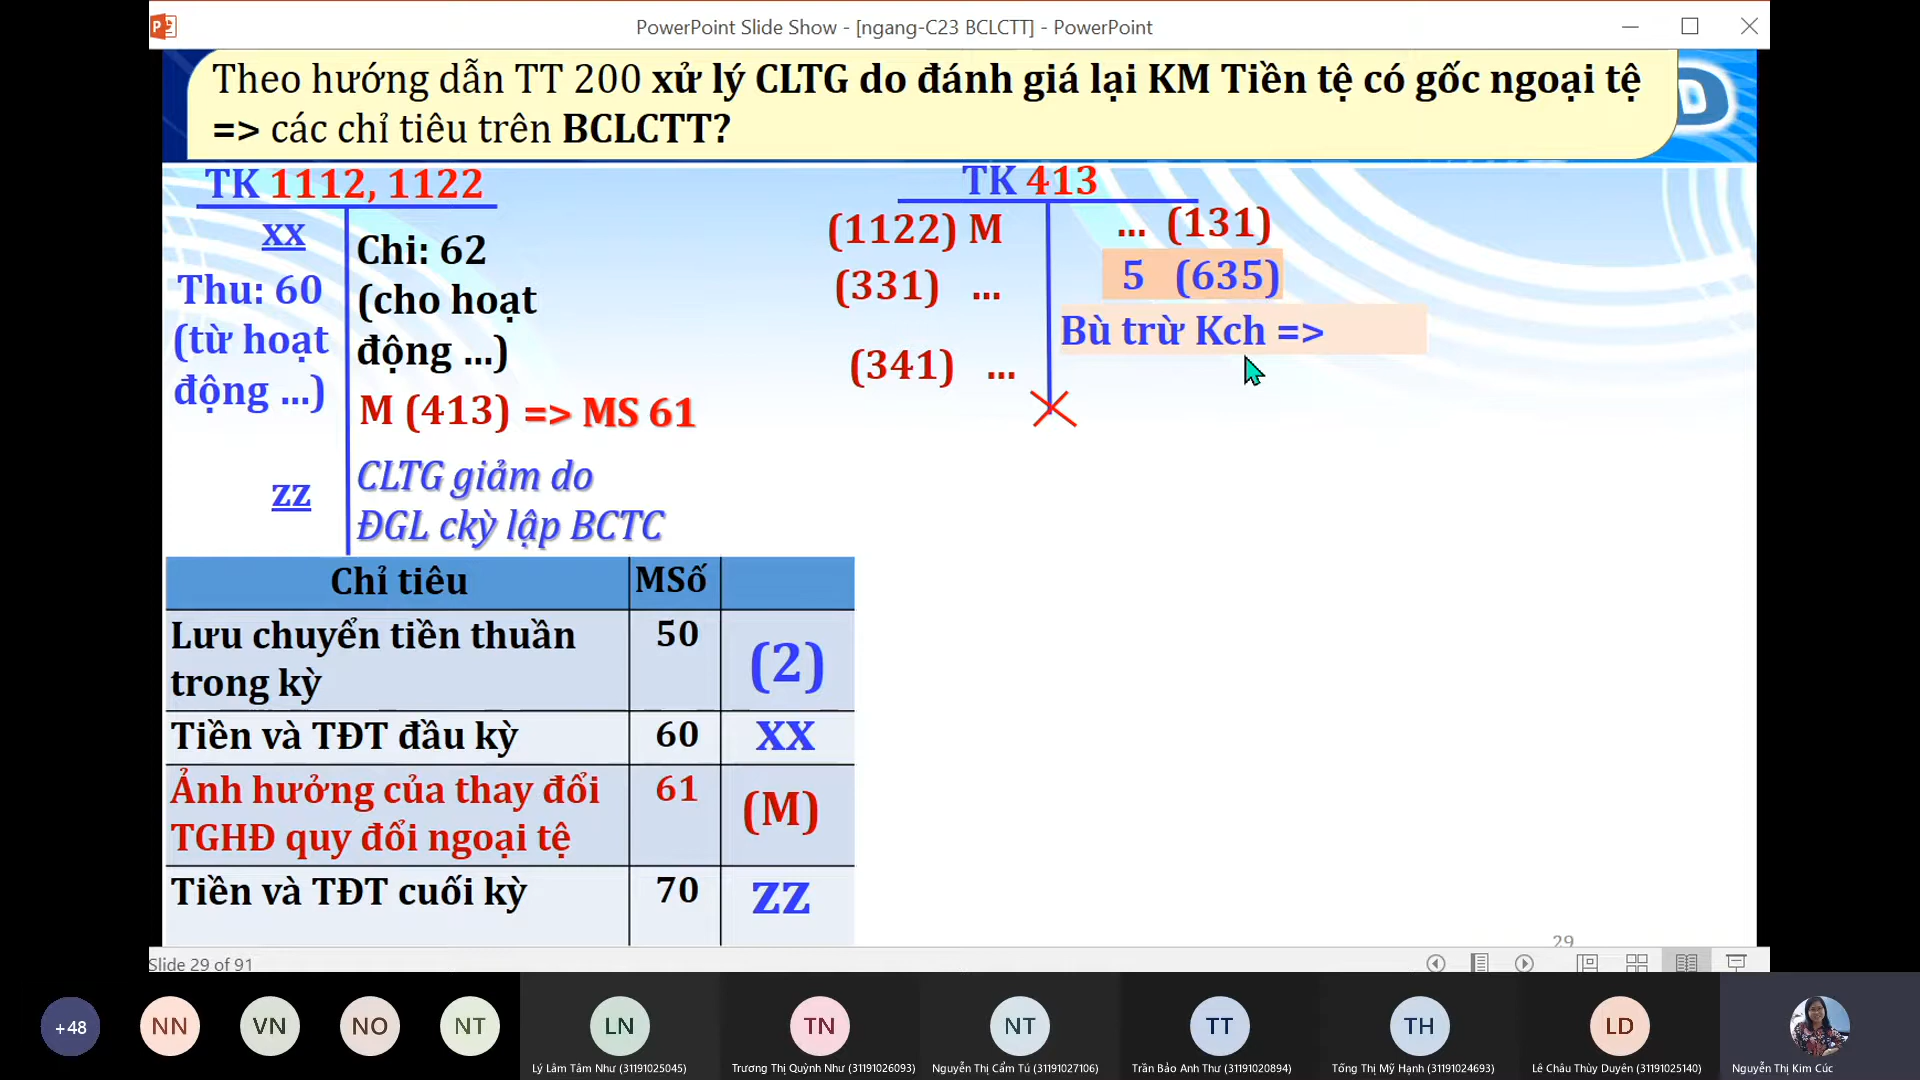 PowerPoint Slide Show - [ngang-C23 BCLCTT] - PowerPoint
Theo hướng dẫn TT 200 xử lý CLTG do đánh giá lại KM Tiền tệ có gốc ngoại tệ
=> các chỉ tiêu trên BCLCTT?
D
TK 1112, 1122
xx
Thu: 60
(từ hoạt
động ...)
zz
Chi: 62
(cho hoạt
động ...)
M (413) => MS 61
CLTG giảm do
ĐGL ckỳ lập BCTC
TK 413
(1122) M
(331) ...
(341) ...
... (131)
5 (635)
Bù trừ Kch =>
Chỉ tiêu MSố
Lưu chuyển tiền thuần
trong kỳ
50 (2)
Tiền và TĐT đầu kỳ 60 xx
Ảnh hưởng của thay đổi
TGHĐ quy đổi ngoại tệ
61 (M)
Tiền và TĐT cuối kỳ 70 zz
29
Slide 29 of 91
+48
NN
VN
NO
NT
LN
TN
NT
TT
TH
LD
Lý Lâm Tâm Như (31191025045)
Trương Thị Quỳnh Như (31191026093)
Nguyễn Thị Cẩm Tú (31191027106)
Trần Bảo Anh Thư (31191020894)
Tống Thị Mỹ Hạnh (31191024693)
Lê Châu Thùy Duyên (31191025140)
Nguyễn Thị Kim Cúc